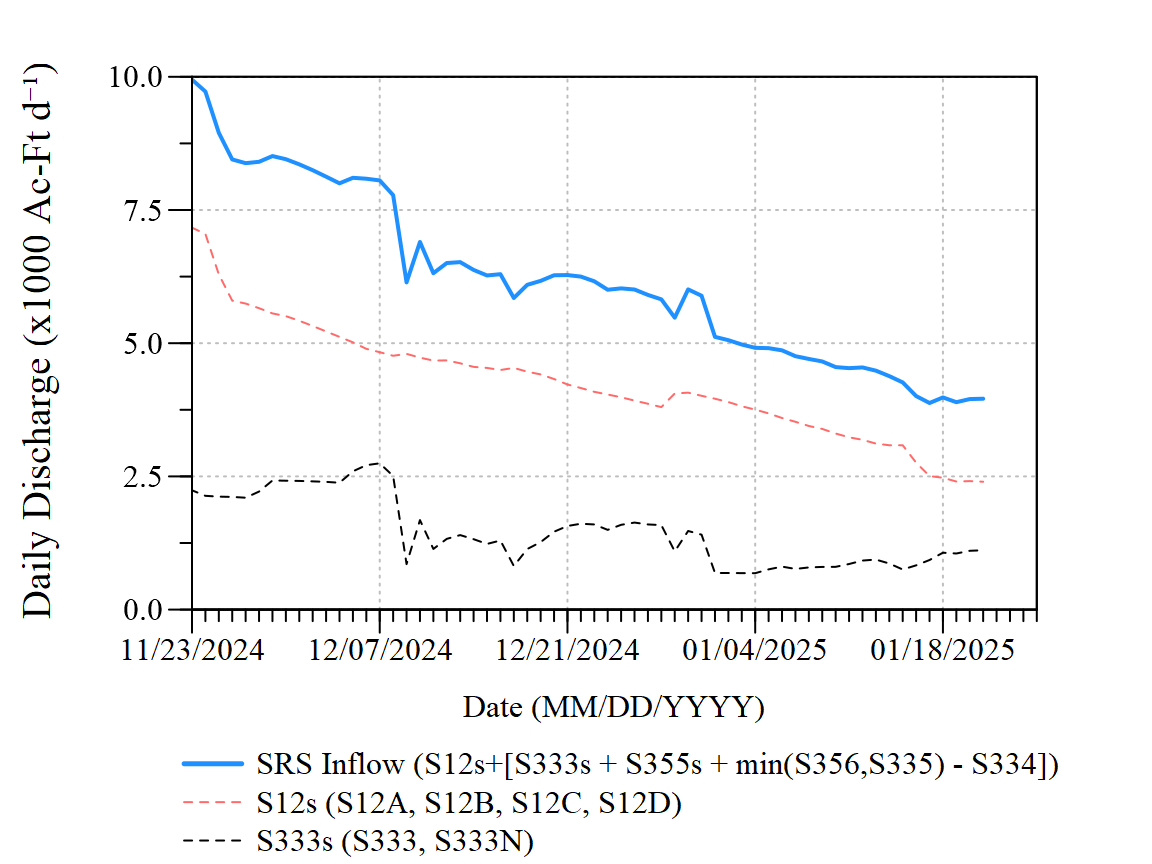 Daily Discharge (x1000 Ac-Ft d⁻¹)
10.0
7.5
5.0
2.5
0.0
11/23/2024 12/07/2024 12/21/2024 01/04/2025 01/18/2025
Date (MM/DD/YYYY)
SRS Inflow (S12s+[S333s + S355s + min(S356,S335) - S334])
S12s (S12A, S12B, S12C, S12D)
S333s (S333, S333N)